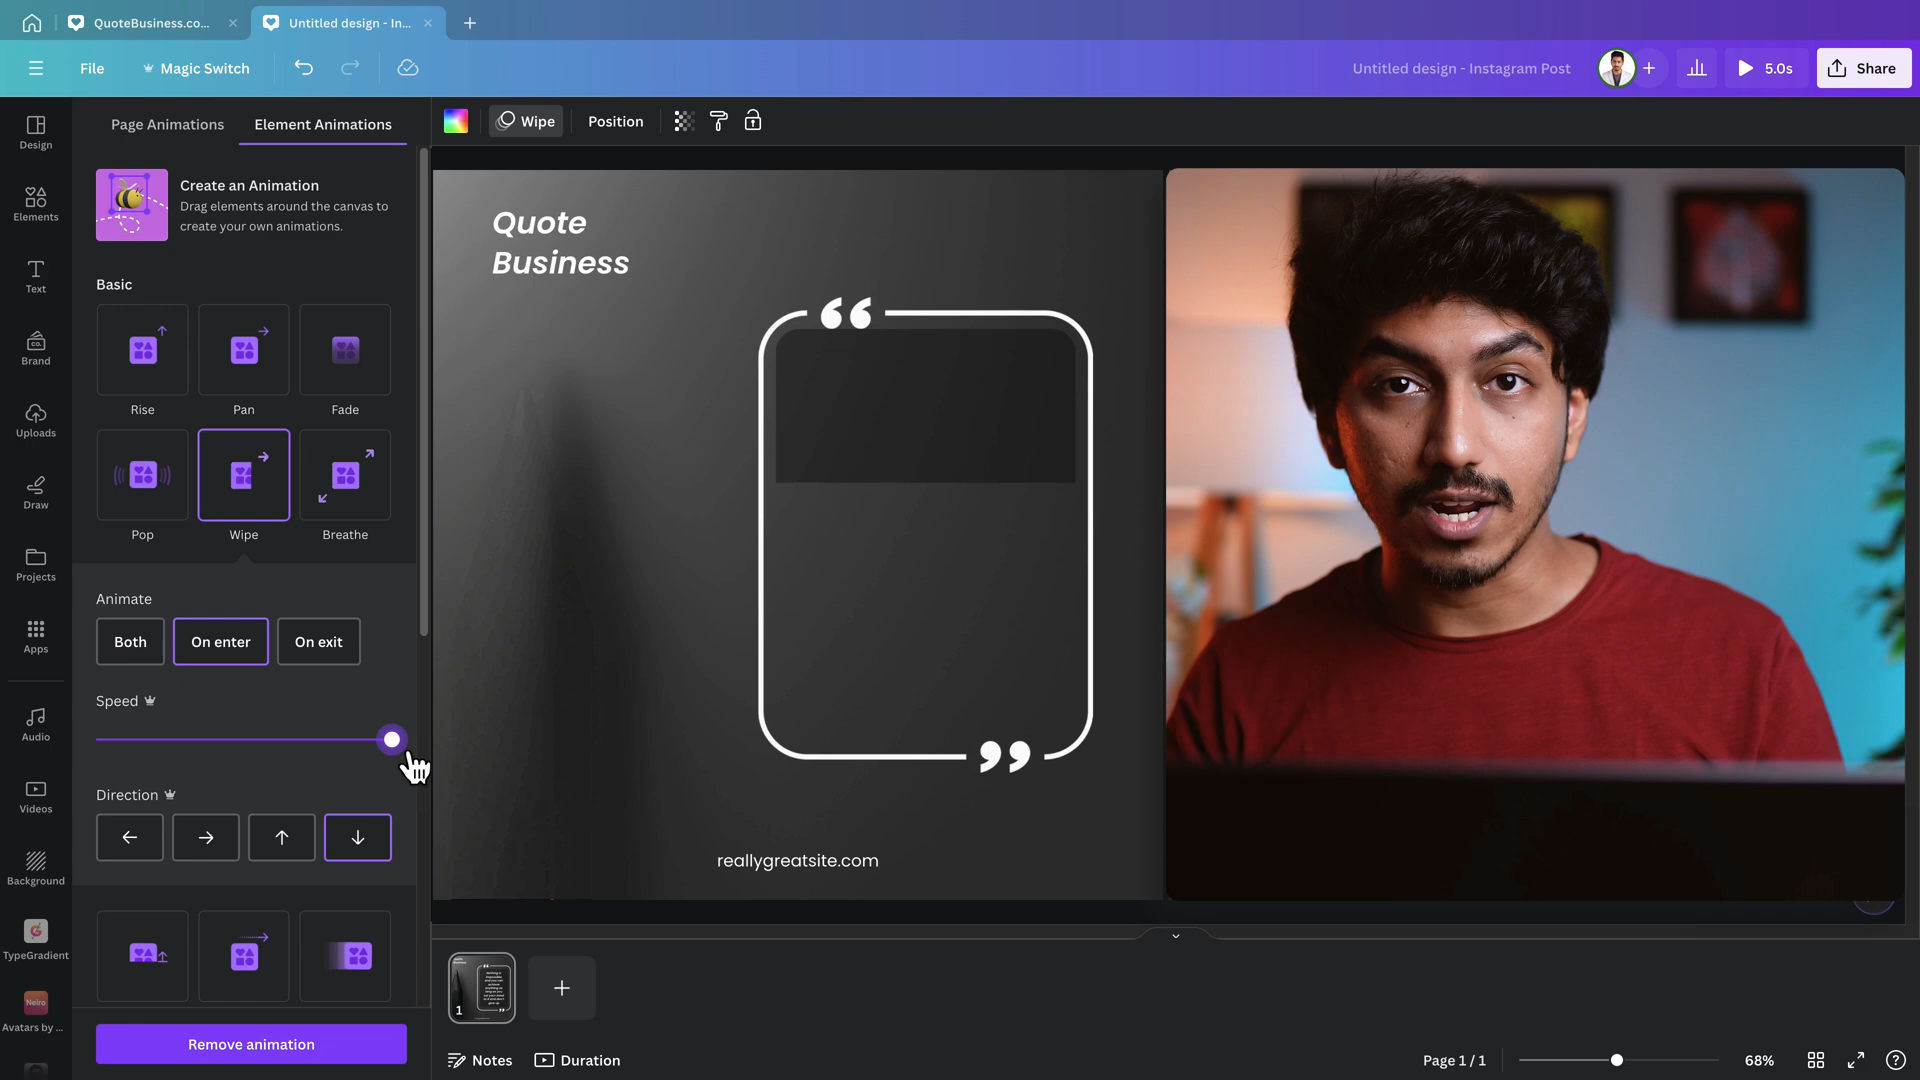 QuoteBusiness.co...
Untitled design - In...
File
Magic Switch
Untitled design - Instagram Post
5.0s
Share
Design
Elements
Text
Brand
Uploads
Draw
Projects
Apps
Audio
Videos
Background
TypeGradient
Neiro
Avatars by ...
Page Animations
Element Animations
Create an Animation
Drag elements around the canvas to
create your own animations.
Basic
Rise
Pan
Fade
Pop
Wipe
Breathe
Animate
Both
On enter
On exit
Speed
Direction
Remove animation
Wipe
Position
Quote
Business
“
”
reallygreatsite.com
1
Notes
Duration
Page 1 / 1
68%